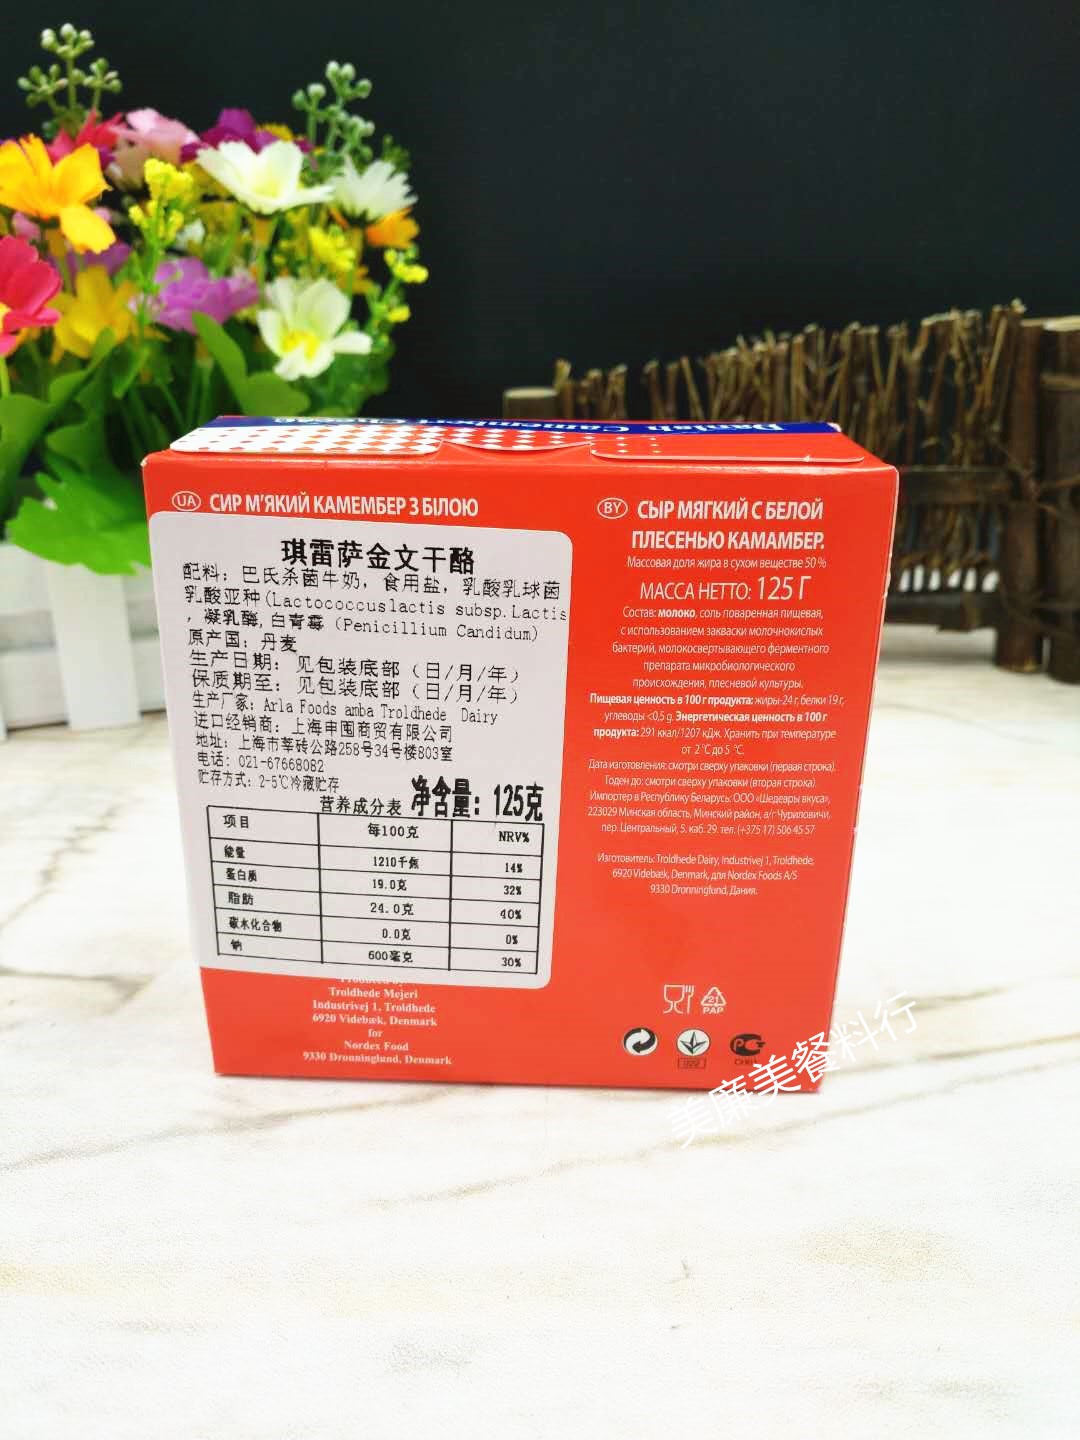 Danish Camembert Cheese
UA СИР М'ЯКИЙ КАМЕМБЕР З БІЛОЮ
琪雷萨金文干酪
配料：巴氏杀菌牛奶，食用盐，乳酸乳球菌
乳酸亚种(Lactococcuslactis subsp.Lactis
，凝乳酶,白青霉（Penicillium Candidum）
原产国：丹麦
生产日期：见包装底部（日/月/年）
保质期至：见包装底部（日/月/年）
生产厂家：Arla Foods amba Troldhede Dairy
进口经销商：上海申囤商贸有限公司
地址：上海市莘砖公路258号34号楼803室
电话：021-67668082
贮存方式：2-5℃冷藏贮存
净含量：125克
营养成分表
项目 每100克 NRV%
能量 1210千焦 14%
蛋白质 19.0克 32%
脂肪 24.0克 40%
碳水化合物 0.0克 0%
钠 600毫克 30%
Troldhede Mejeri
Industrivej 1, Troldhede
6920 Videbæk, Denmark
for
Nordex Food
9330 Dronninglund, Denmark
BY СЫР МЯГКИЙ С БЕЛОЙ
ПЛЕСЕНЬЮ КАМАМБЕР.
Массовая доля жира в сухом веществе 50 %
МАССА НЕТТО: 125 Г
Состав: молоко, соль поваренная пищевая,
с использованием закваски молочнокислых
бактерий, молокосвертывающего ферментного
препарата микробиологического
происхождения, плесневой культуры.
Пищевая ценность в 100 г продукта: жиры-24 г, белки 19 г,
углеводы <0,5 g. Энергетическая ценность в 100 г
продукта: 291 ккал/1207 кДж. Хранить при температуре
от 2 °С до 5 °С.
Дата изготовления: смотри сверху упаковки (первая строка).
Годен до: смотри сверху упаковки (вторая строка).
Импортер в Республику Беларусь: ООО «Шедевры вкуса»,
223029 Минская область, Минский район, а/г Чуриловичи,
пер. Центральный, 5. каб. 29. тел. (+375 17) 506 45 57
Изготовитель: Troldhede Dairy, Industrivej 1, Troldhede,
6920 Videbæk, Denmark, для Nordex Foods A/S
9330 Dronninglund, Дания.
21
PAP
美廉美餐料行